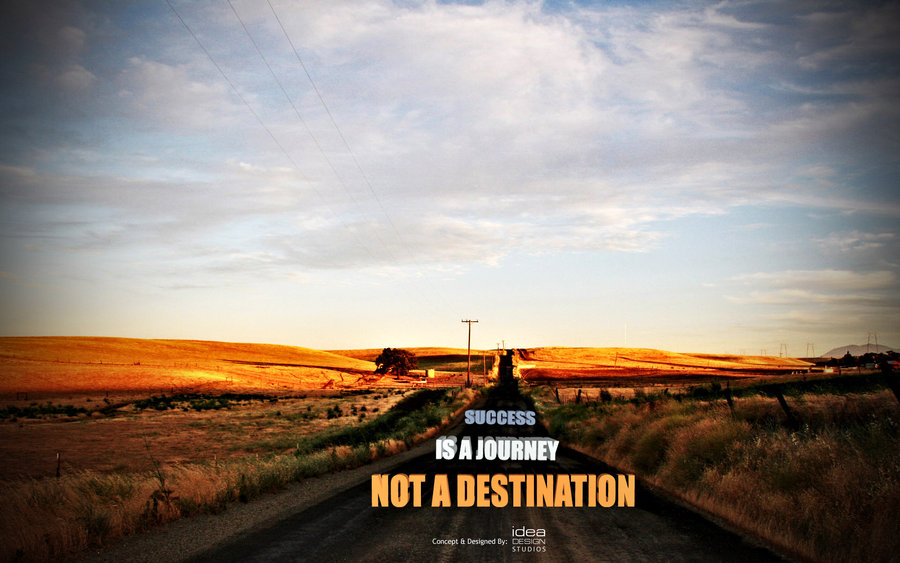 SUCCESS
IS A JOURNEY
NOT A DESTINATION
Concept & Designed By: idea
DESIGN
STUDIOS